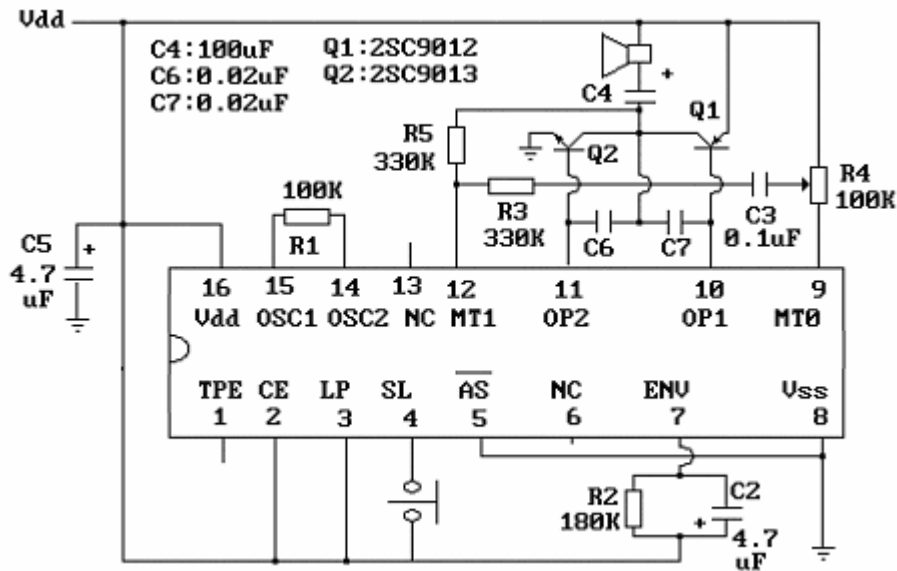 Vdd
C4:100uF Q1:2SC9012
C6:0.02uF Q2:2SC9013
C7:0.02uF
C4
+
Q1
R5
330K
Q2
R4
100K
100K
R1
R3
330K
C6
C7
C3
0.1uF
C5
+
4.7
uF
16 15 14 13 12 11 10 9
Vdd OSC1 OSC2 NC MT1 OP2 OP1 MT0
TPE CE LP SL AS NC ENV Vss
1 2 3 4 5 6 7 8
R2
180K
C2
+
4.7
uF